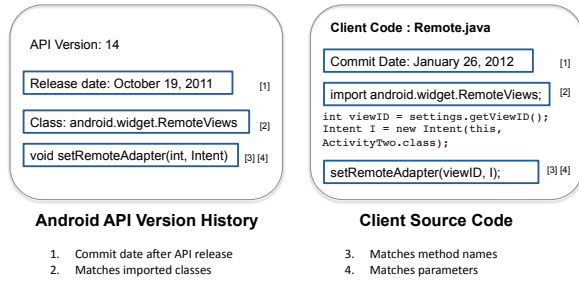 API Version: 14
Release date: October 19, 2011 [1]
Class: android.widget.RemoteViews [2]
void setRemoteAdapter(int, Intent) [3] [4]
Android API Version History
Client Code : Remote.java
Commit Date: January 26, 2012 [1]
import android.widget.RemoteViews; [2]
int viewID = settings.getViewID();
Intent I = new Intent(this,
ActivityTwo.class);
setRemoteAdapter(viewID, I); [3] [4]
Client Source Code
1. Commit date after API release
2. Matches imported classes
3. Matches method names
4. Matches parameters